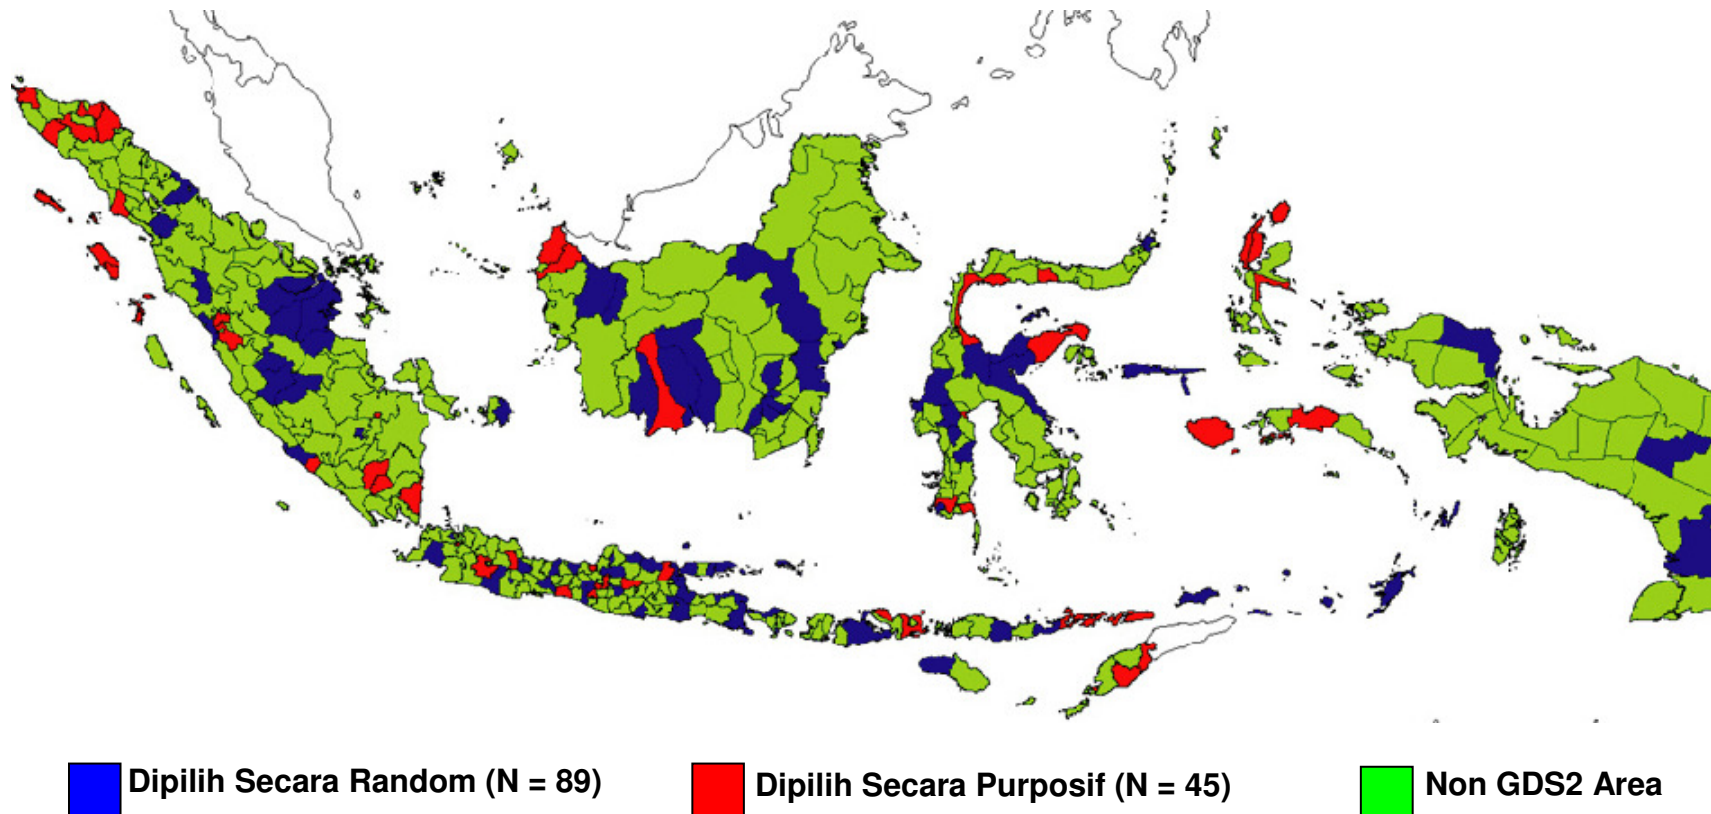 Dipilih Secara Random (N = 89)
Dipilih Secara Purposif (N = 45)
Non GDS2 Area